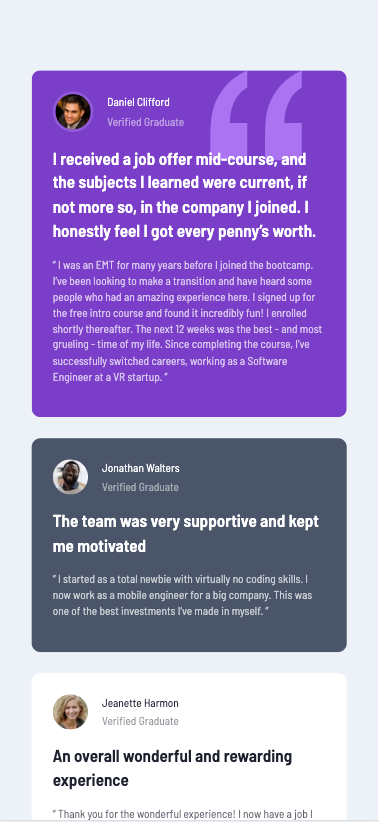 Daniel Clifford
Verified Graduate
I received a job offer mid-course, and
the subjects I learned were current, if
not more so, in the company I joined. I
honestly feel I got every penny’s worth.
“ I was an EMT for many years before I joined the bootcamp.
I’ve been looking to make a transition and have heard some
people who had an amazing experience here. I signed up for
the free intro course and found it incredibly fun! I enrolled
shortly thereafter. The next 12 weeks was the best - and most
grueling - time of my life. Since completing the course, I’ve
successfully switched careers, working as a Software
Engineer at a VR startup. ”
Jonathan Walters
Verified Graduate
The team was very supportive and kept
me motivated
“ I started as a total newbie with virtually no coding skills. I
now work as a mobile engineer for a big company. This was
one of the best investments I’ve made in myself. ”
Jeanette Harmon
Verified Graduate
An overall wonderful and rewarding
experience
“ Thank you for the wonderful experience! I now have a job I